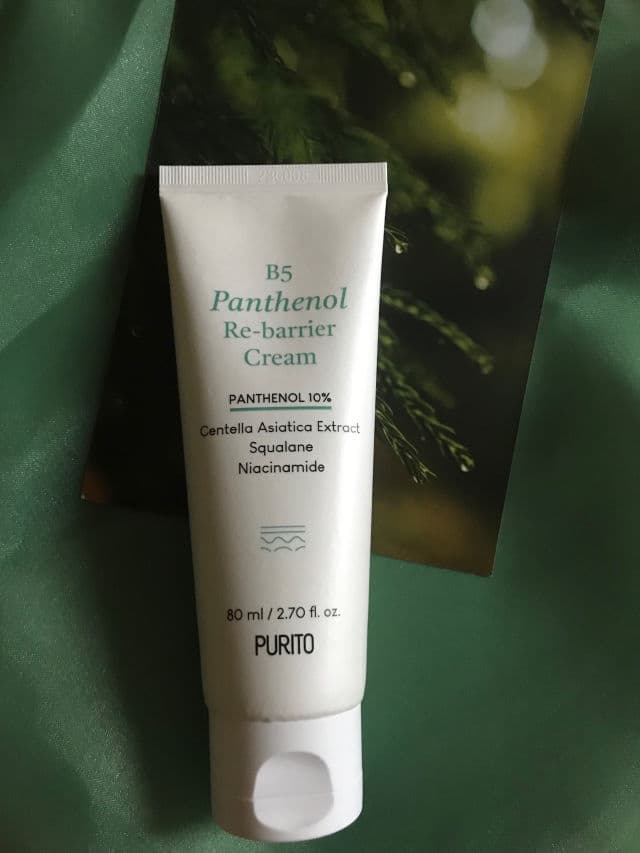 B5
Panthenol
Re-barrier
Cream
PANTHENOL 10%
Centella Asiatica Extract
Squalane
Niacinamide
80 ml / 2.70 fl. oz.
PURITO